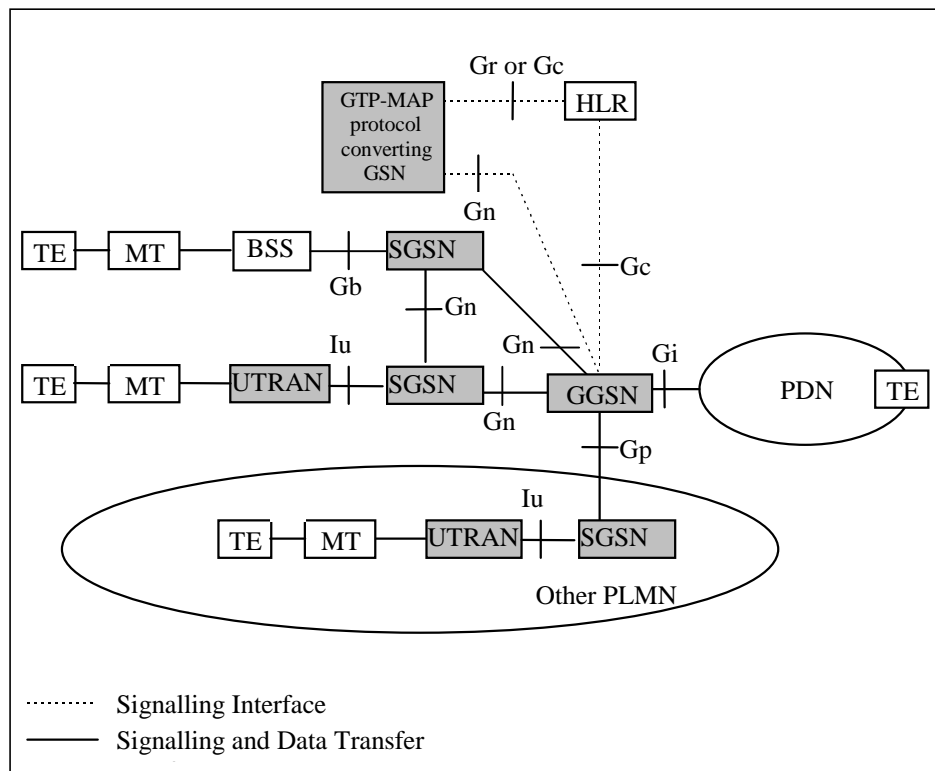 Gr or Gc
GTP-MAP
protocol
converting
GSN
HLR
Gn
TE
MT
BSS
Gb
SGSN
Gc
Gn
Gn
TE
MT
UTRAN
Iu
SGSN
Gn
GGSN
Gi
PDN
TE
Gp
TE
MT
UTRAN
Iu
SGSN
Other PLMN
Signalling Interface
Signalling and Data Transfer